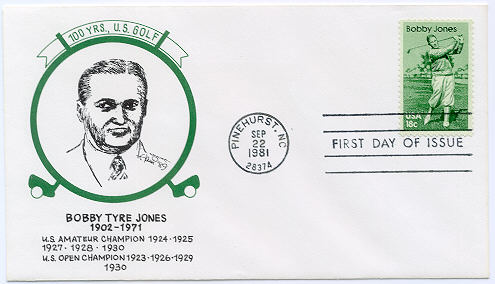 100 YRS., U.S. GOLF
BOBBY TYRE JONES
1902-1971
U.S. AMATEUR CHAMPION 1924·1925
1927 · 1928 · 1930
U.S. OPEN CHAMPION 1923·1926·1929
1930
PINEHURST, NC
SEP
22
1981
28374
Bobby Jones
USA
18c
FIRST DAY OF ISSUE